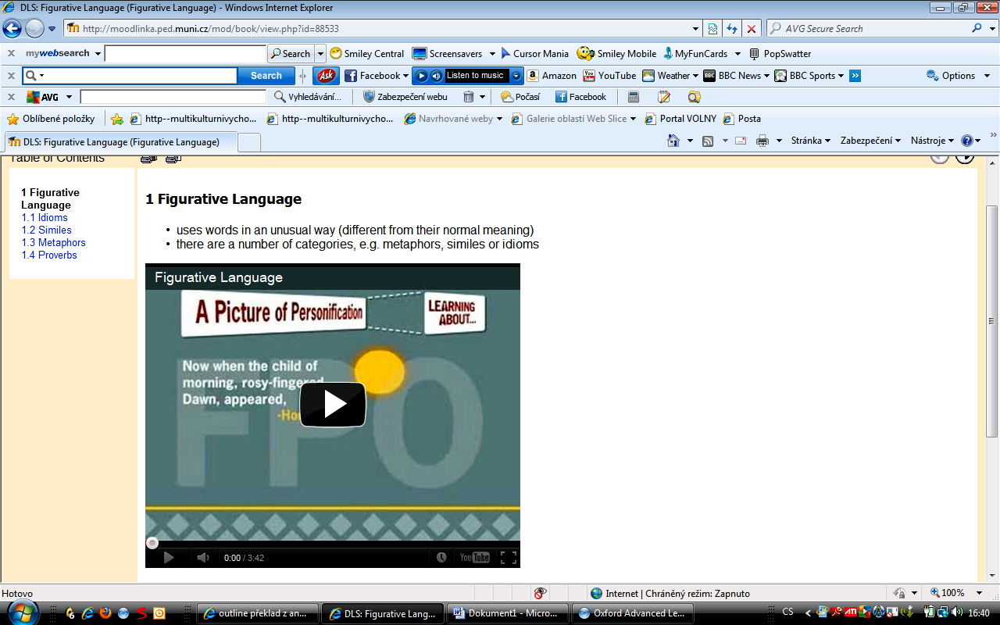 DLS: Figurative Language (Figurative Language) - Windows Internet Explorer
http://moodlinka.ped.muni.cz/mod/book/view.php?id=88533
AVG Secure Search
mywebsearch Search Smiley Central Screensavers Cursor Mania Smiley Mobile MyFunCards PopSwatter
Search Ask Facebook Listen to music Amazon YouTube Weather BBC News BBC Sports Options
AVG Vyhledávání... Zabezpečení webu Počasí Facebook
Oblíbené položky http--multikulturnivycho... http--multikulturnivycho... Navrhované weby Galerie oblastí Web Slice Portal VOLNY Posta
DLS: Figurative Language (Figurative Language) Stránka Zabezpečení Nástroje
Table of Contents
1 Figurative
Language
1.1 Idioms
1.2 Similes
1.3 Metaphors
1.4 Proverbs
1 Figurative Language
• uses words in an unusual way (different from their normal meaning)
• there are a number of categories, e.g. metaphors, similes or idioms
Figurative Language
A Picture of Personification
LEARNING
ABOUT...
Now when the child of
morning, rosy-fingered
Dawn, appeared,
FPO
0:00 / 3:42 YouTube
Hotovo Internet | Chráněný režim: Zapnuto 100%
outline překlad z an... DLS: Figurative Lang... Dokument1 - Micro... Oxford Advanced Le... CS ATI 16:40